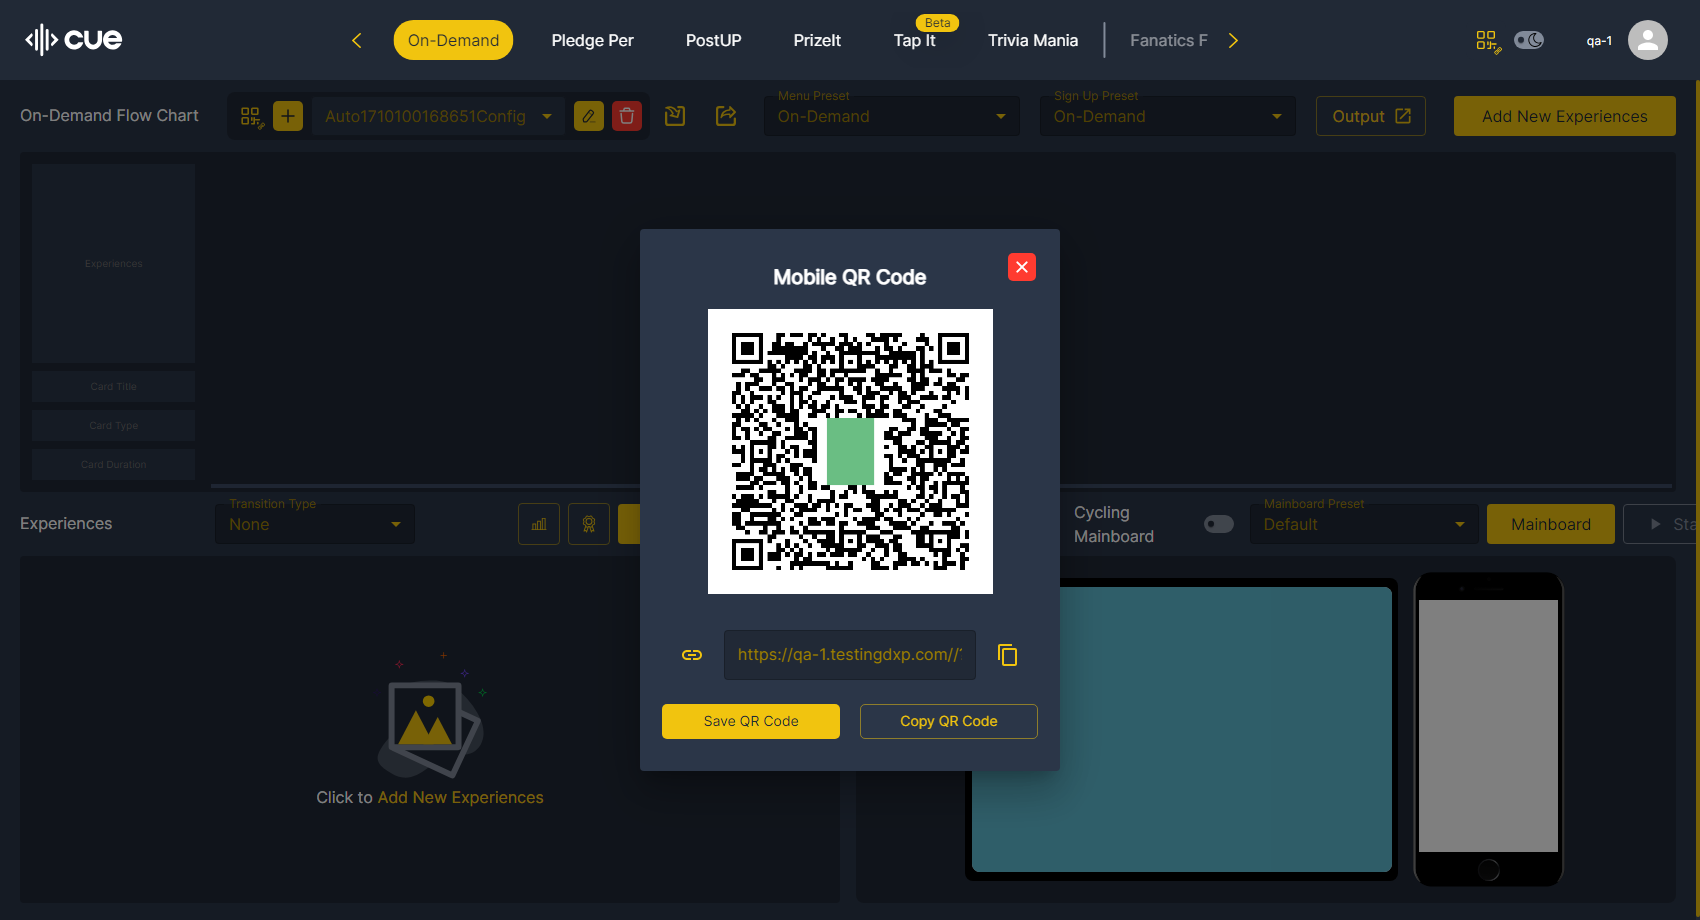 cue
On-Demand
Pledge Per
PostUP
PrizeIt
Beta
Tap It
Trivia Mania
Fanatics F
qa-1
On-Demand Flow Chart
Auto1710100168651Config
Menu Preset
On-Demand
Sign Up Preset
On-Demand
Output
Add New Experiences
Experiences
Card Title
Card Type
Card Duration
Mobile QR Code
https://qa-1.testingdxp.com//
Save QR Code
Copy QR Code
Experiences
Transition Type
None
Cycling
Mainboard
Mainboard Preset
Default
Mainboard
Sta
Click to Add New Experiences